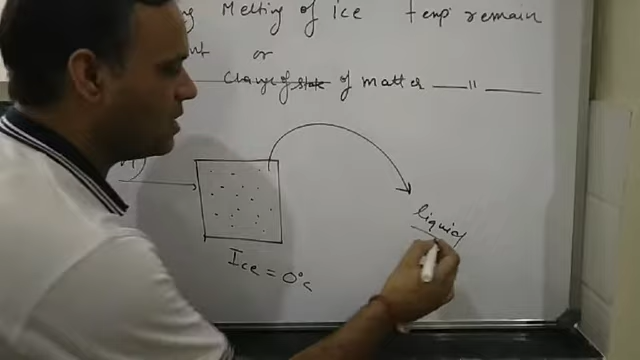 Melting of ice temp remain
or
Change of state of matter — " —
liquid
Ice = 0°c